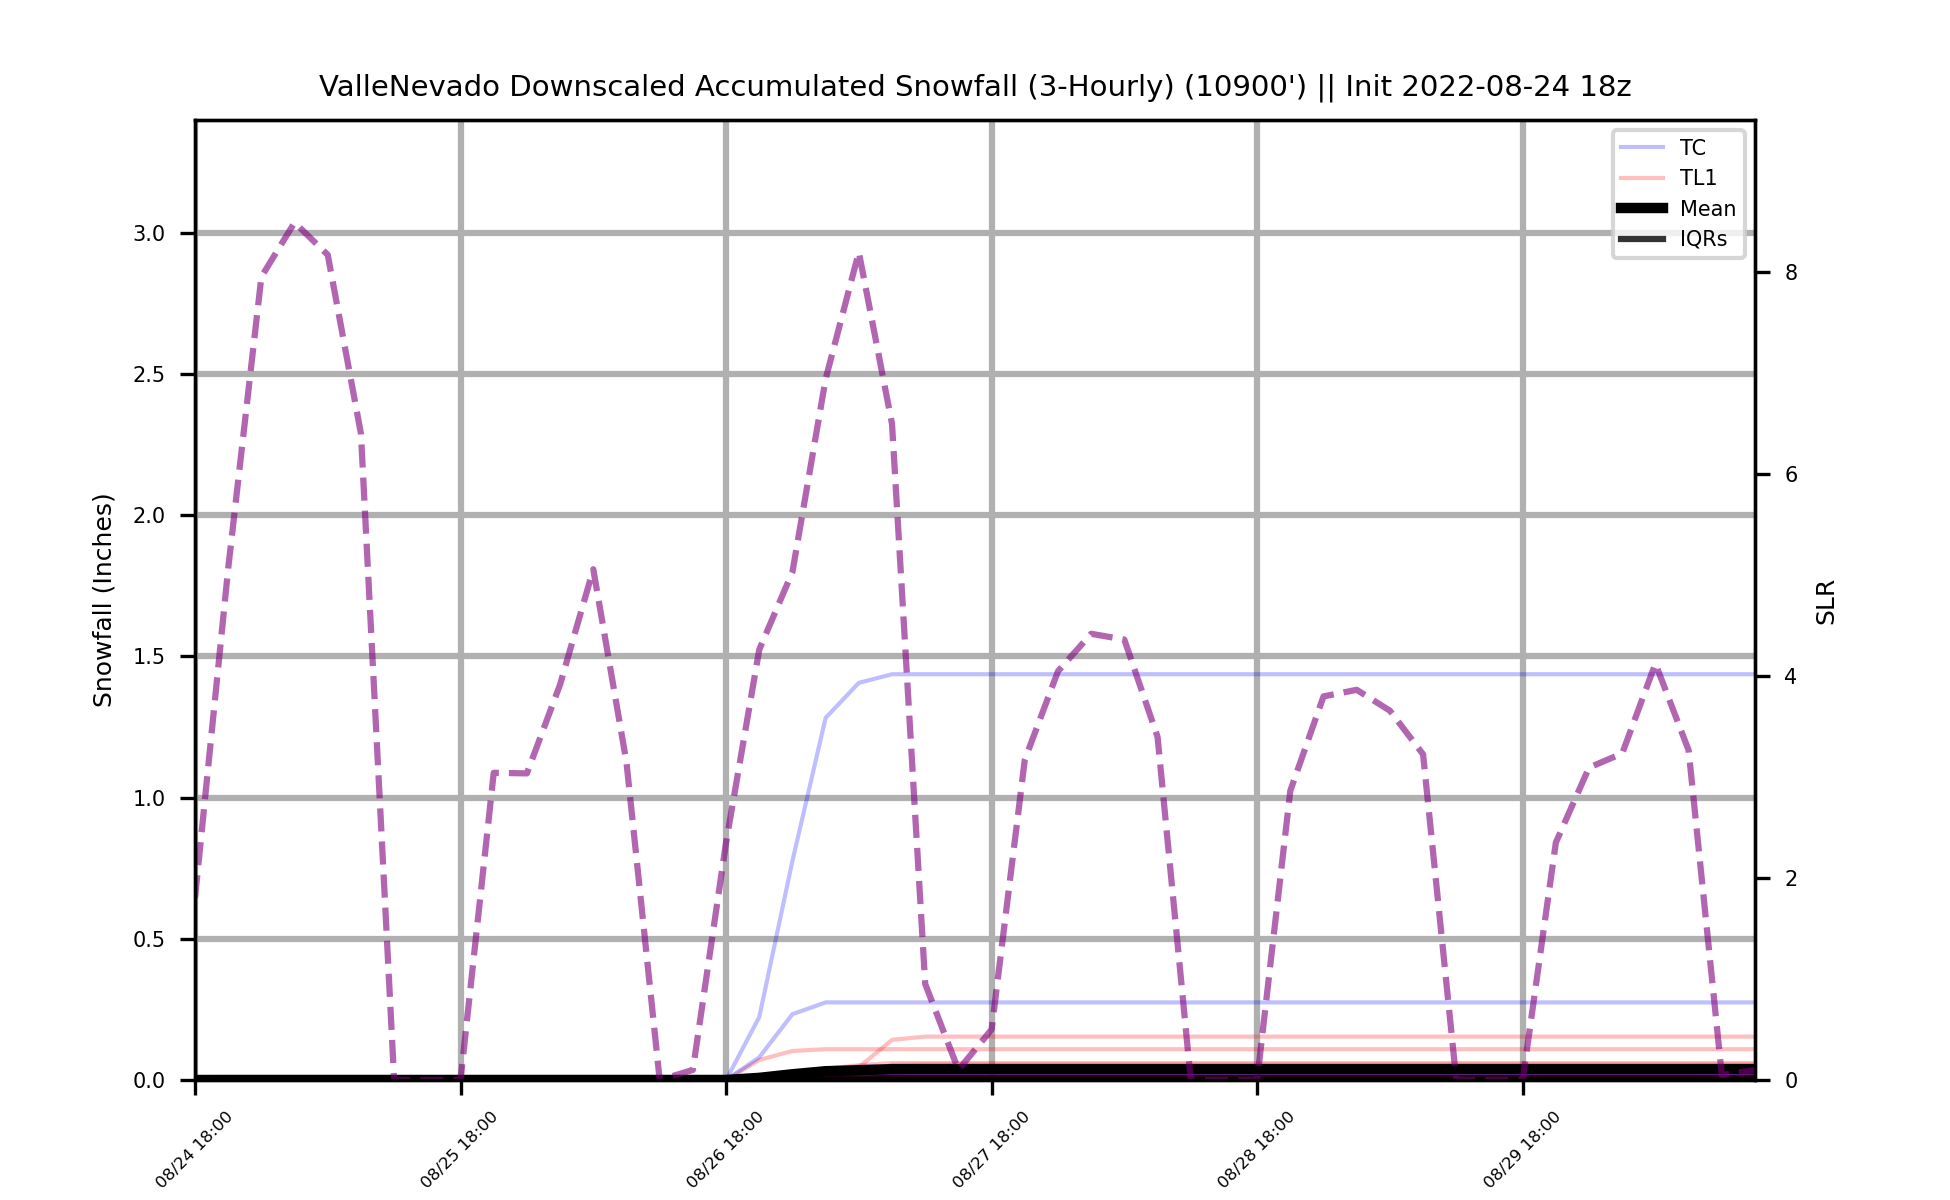 ValleNevado Downscaled Accumulated Snowfall (3-Hourly) (10900') || Init 2022-08-24 18z
TC
TL1
Mean
IQRs
Snowfall (Inches)
3.0
2.5
2.0
1.5
1.0
0.5
0.0
SLR
8
6
4
2
0
08/24 18:00
08/25 18:00
08/26 18:00
08/27 18:00
08/28 18:00
08/29 18:00